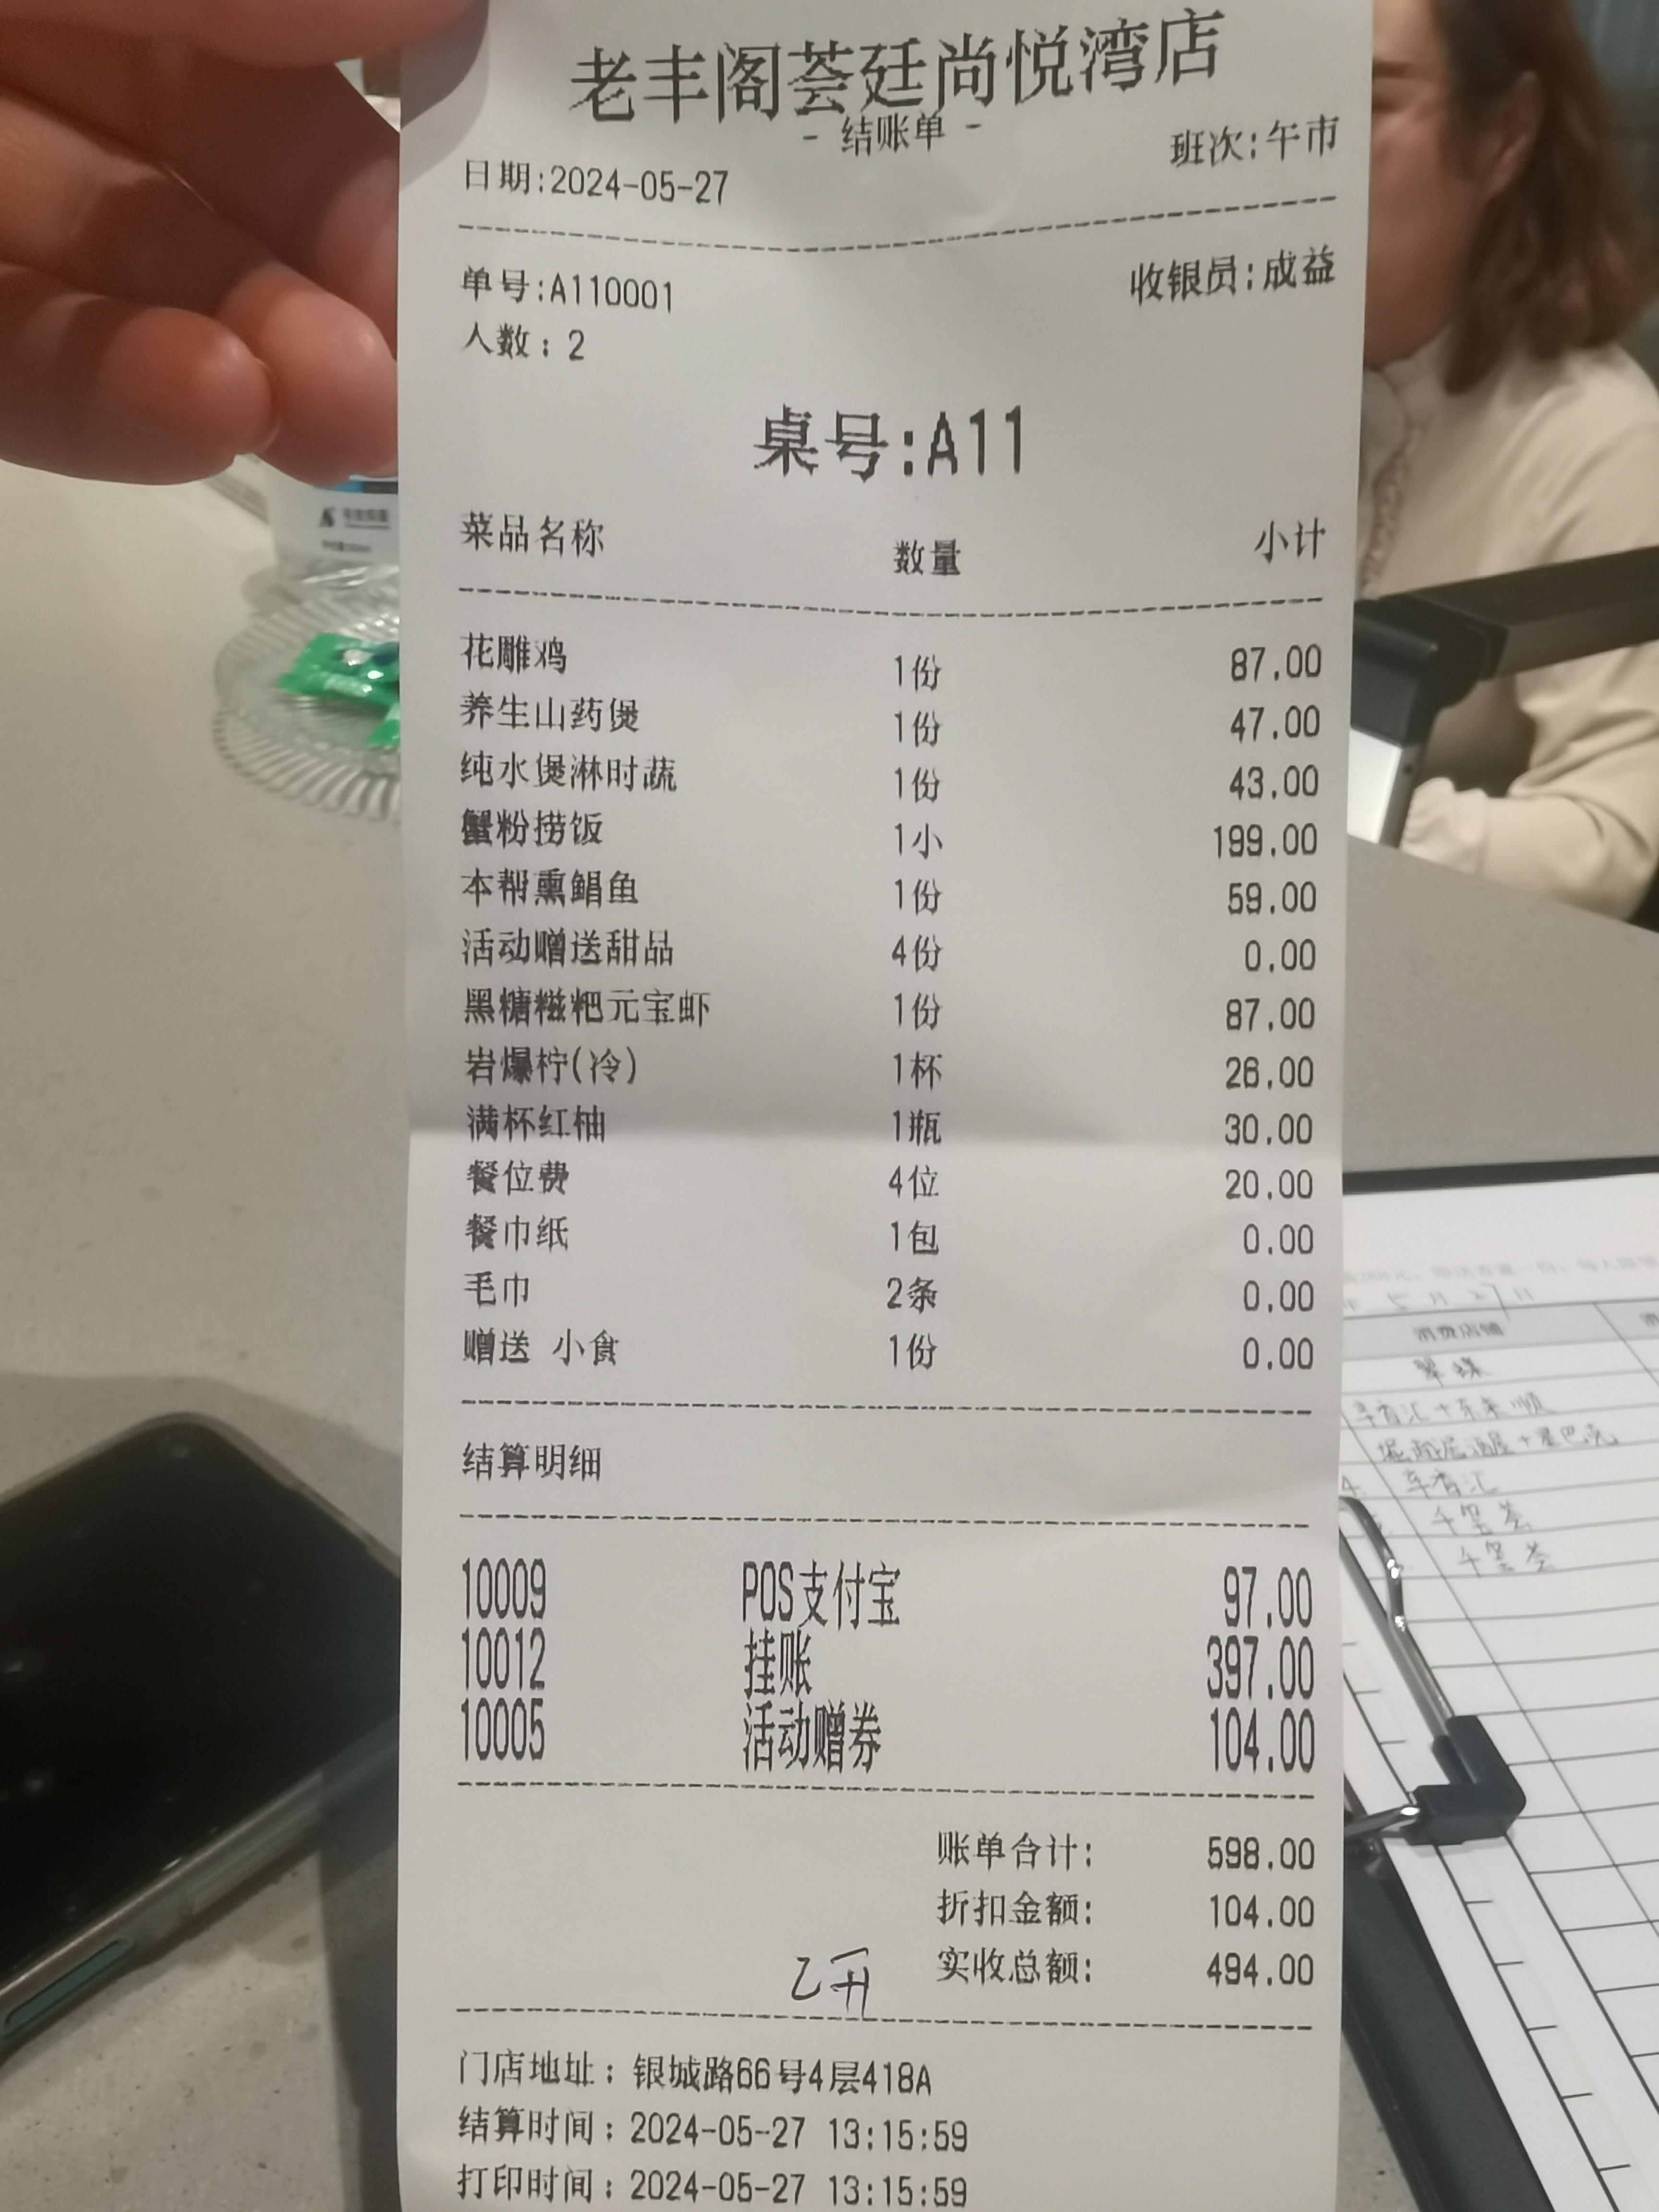 老丰阁荟廷尚悦湾店
- 结账单 -
日期:2024-05-27 班次:午市
单号:A110001 收银员:成益
人数：2
桌号:A11
菜品名称 数量 小计
花雕鸡 1份 87.00
养生山药煲 1份 47.00
纯水煲淋时蔬 1份 43.00
蟹粉捞饭 1小 199.00
本帮熏鲳鱼 1份 59.00
活动赠送甜品 4份 0.00
黑糖糍粑元宝虾 1份 87.00
岩爆柠(冷) 1杯 26.00
满杯红柚 1瓶 30.00
餐位费 4位 20.00
餐巾纸 1包 0.00
毛巾 2条 0.00
赠送 小食 1份 0.00
结算明细
10009 POS支付宝 97.00
10012 挂账 397.00
10005 活动赠券 104.00
账单合计: 598.00
折扣金额: 104.00
实收总额: 494.00
已开
门店地址：银城路66号4层418A
结算时间：2024-05-27 13:15:59
打印时间：2024-05-27 13:15:59
5月27日
消费店铺